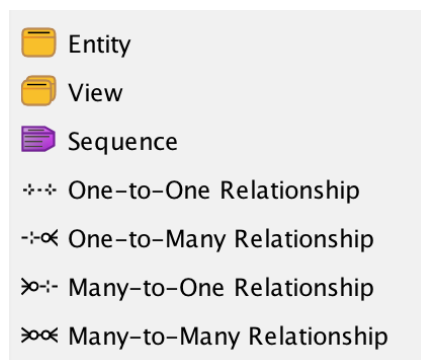 Entity
View
Sequence
One-to-One Relationship
One-to-Many Relationship
Many-to-One Relationship
Many-to-Many Relationship